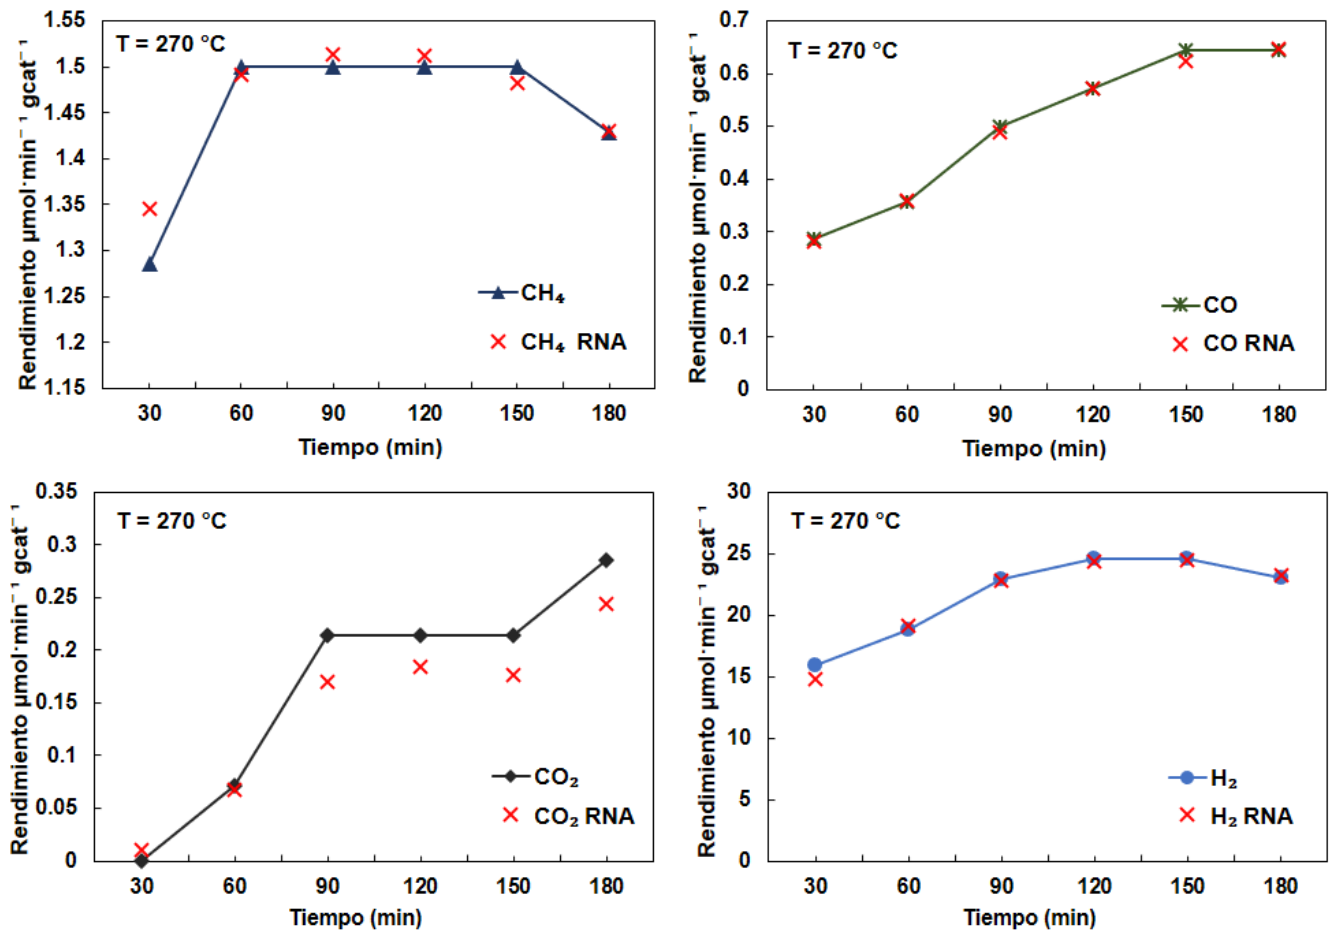 Rendimiento µmol·min⁻¹ gcat⁻¹
1.55
1.5
1.45
1.4
1.35
1.3
1.25
1.2
1.15
T = 270 °C
CH₄
CH₄ RNA
30 60 90 120 150 180
Tiempo (min)
Rendimiento µmol·min⁻¹ gcat⁻¹
0.7
0.6
0.5
0.4
0.3
0.2
0.1
0
T = 270 °C
CO
CO RNA
30 60 90 120 150 180
Tiempo (min)
Rendimiento µmol·min⁻¹ gcat⁻¹
0.35
0.3
0.25
0.2
0.15
0.1
0.05
0
T = 270 °C
CO₂
CO₂ RNA
30 60 90 120 150 180
Tiempo (min)
Rendimiento µmol·min⁻¹ gcat⁻¹
30
25
20
15
10
5
0
T = 270 °C
H₂
H₂ RNA
30 60 90 120 150 180
Tiempo (min)